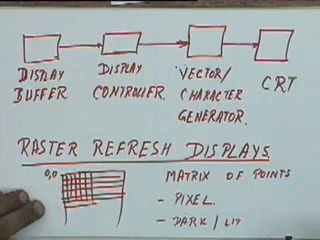 DISPLAY BUFFER
DISPLAY CONTROLLER.
VECTOR/ CHARACTER GENERATOR.
CRT
RASTER REFRESH DISPLAYS.
0,0
MATRIX OF POINTS
- PIXEL.
- DARK / LIT